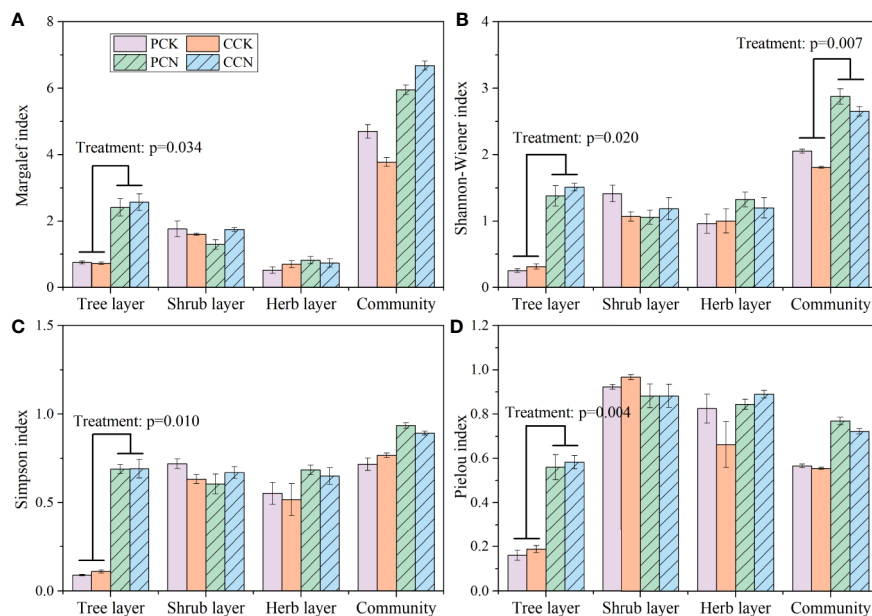 A
PCK CCK
PCN CCN
Treatment: p=0.034
Margalef index
0
2
4
6
8
Tree layer Shrub layer Herb layer Community
B
Treatment: p=0.007
Treatment: p=0.020
Shannon-Wiener index
0
1
2
3
4
Tree layer Shrub layer Herb layer Community
C
Treatment: p=0.010
Simpson index
0.0
0.5
1.0
1.5
Tree layer Shrub layer Herb layer Community
D
Treatment: p=0.004
Pielou index
0.0
0.2
0.4
0.6
0.8
1.0
1.2
Tree layer Shrub layer Herb layer Community